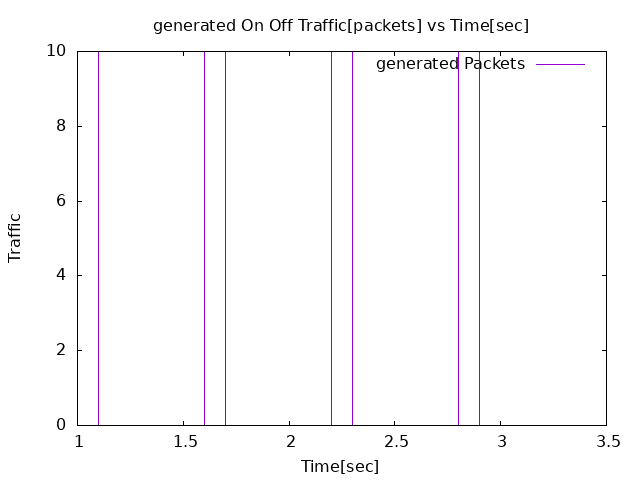 generated On Off Traffic[packets] vs Time[sec]
generated Packets
10
8
6
4
2
0
Traffic
1 1.5 2 2.5 3 3.5
Time[sec]